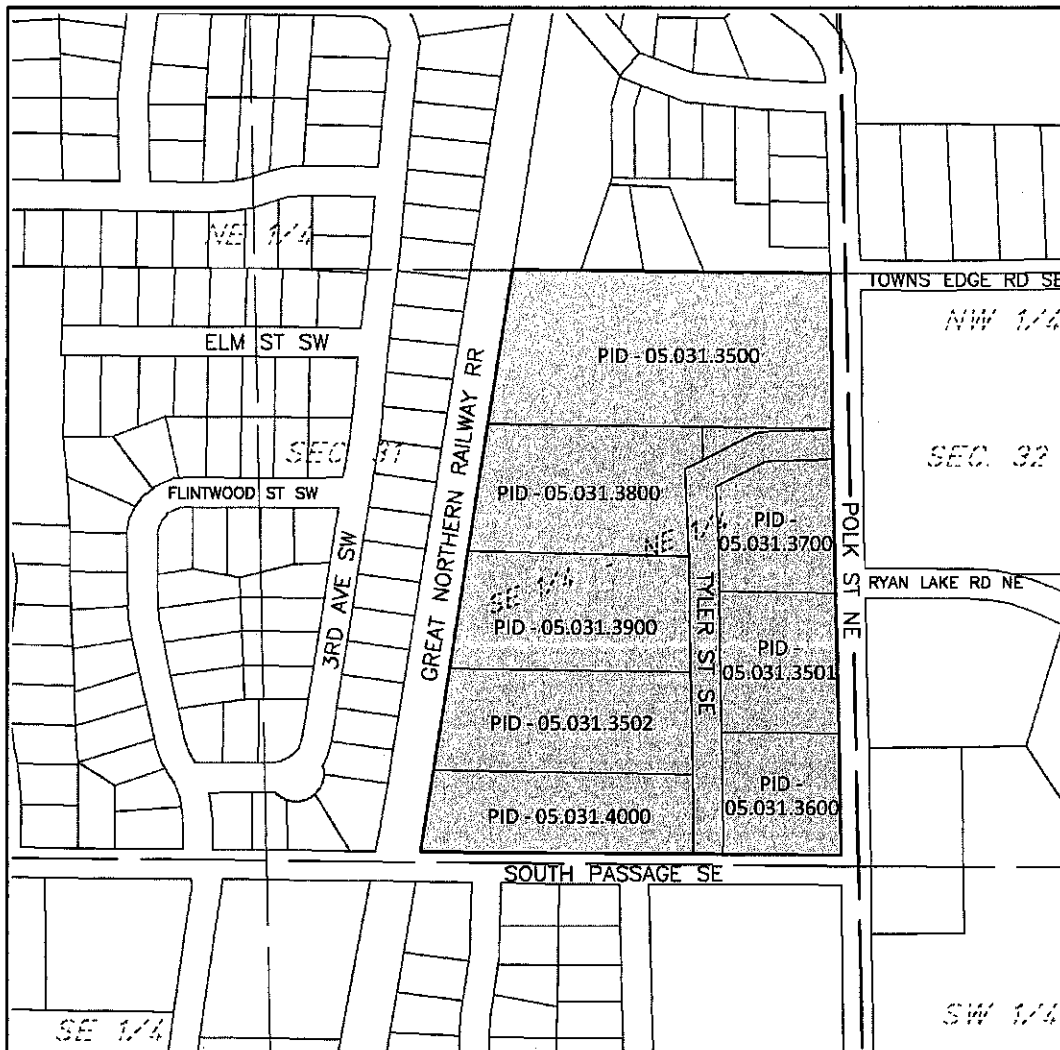 NE 1/4
TOWNS EDGE RD SE
NW 1/4
ELM ST SW
PID - 05.031.3500
GREAT NORTHERN RAILWAY RR
SEC. 31
SEC. 32
FLINTWOOD ST SW
PID - 05.031.3800
PID -
05.031.3700
POLK ST NE
NE 1/4
RYAN LAKE RD NE
SE 1/4
TYLER ST SE
3RD AVE SW
PID - 05.031.3900
PID -
05.031.3501
PID - 05.031.3502
PID -
05.031.3600
PID - 05.031.4000
SOUTH PASSAGE SE
SE 1/4
SW 1/4